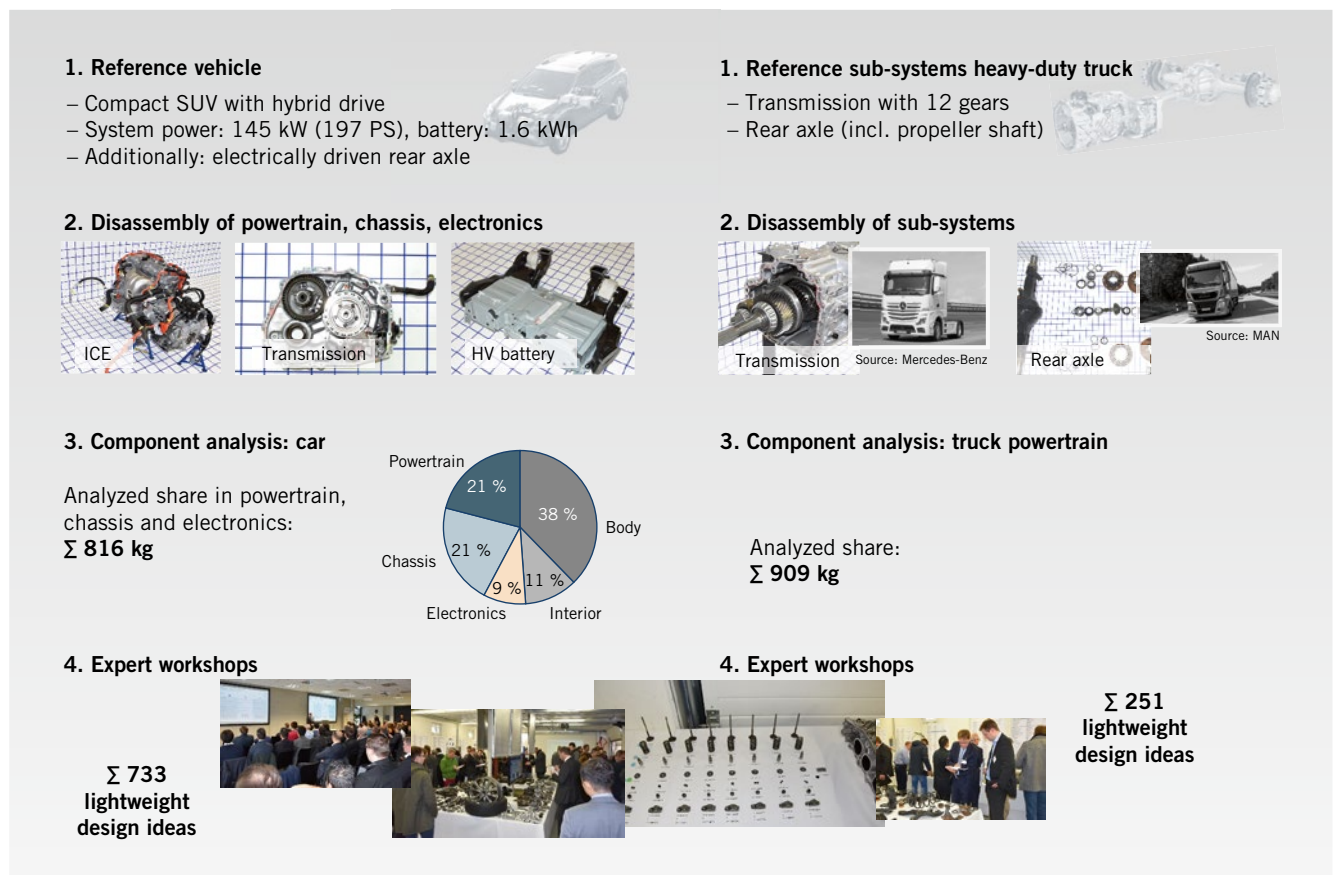 1. Reference vehicle
– Compact SUV with hybrid drive
– System power: 145 kW (197 PS), battery: 1.6 kWh
– Additionally: electrically driven rear axle
2. Disassembly of powertrain, chassis, electronics
ICE
Transmission
HV battery
3. Component analysis: car
Analyzed share in powertrain,
chassis and electronics:
∑ 816 kg
Powertrain
21 %
38 %
Body
Chassis
21 %
9 %
11 %
Electronics
Interior
4. Expert workshops
∑ 733
lightweight
design ideas
1. Reference sub-systems heavy-duty truck
– Transmission with 12 gears
– Rear axle (incl. propeller shaft)
2. Disassembly of sub-systems
Transmission
Source: Mercedes-Benz
Rear axle
Source: MAN
3. Component analysis: truck powertrain
Analyzed share:
∑ 909 kg
4. Expert workshops
∑ 251
lightweight
design ideas